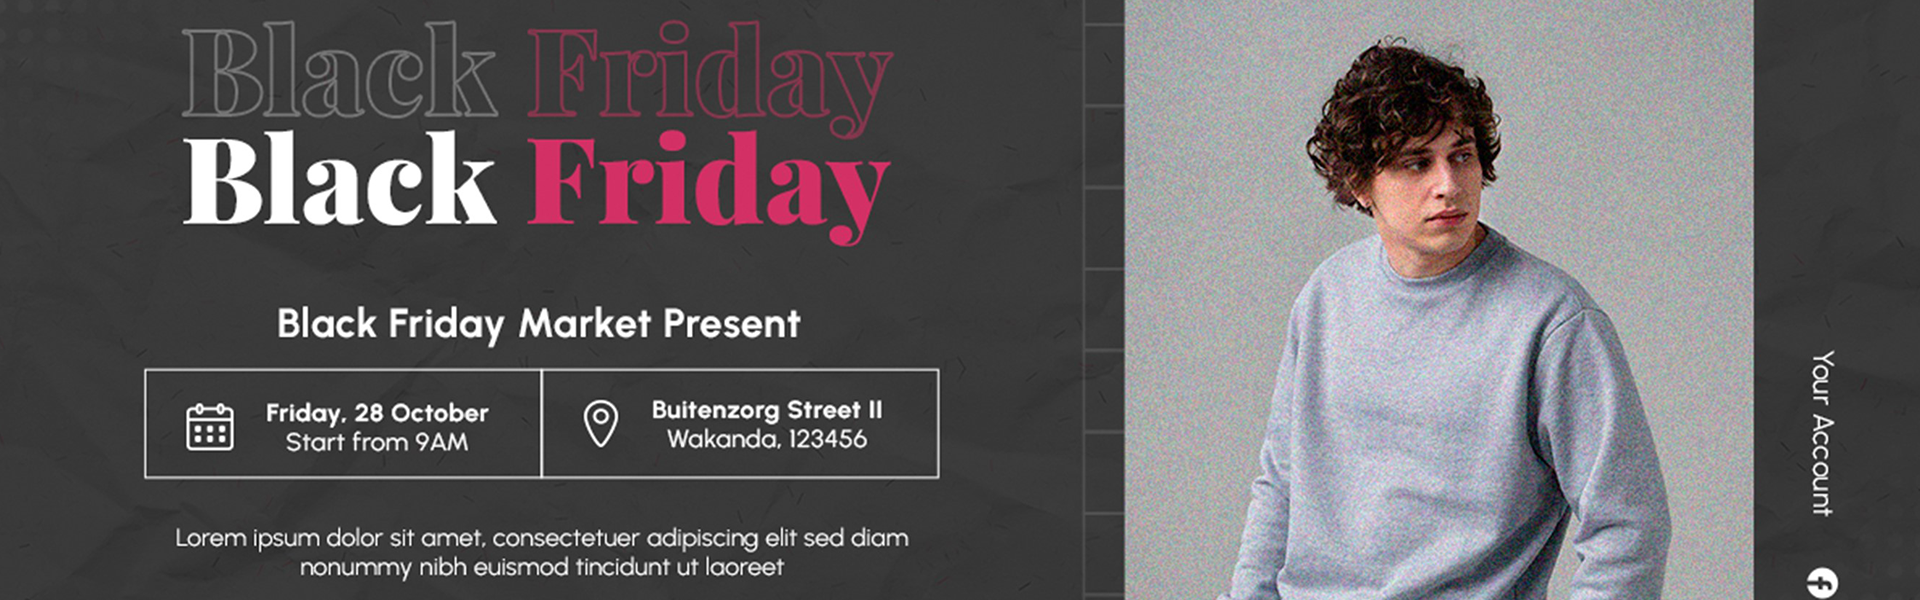 Black Friday
Black Friday
Black Friday Market Present
Friday, 28 October
Start from 9AM
Buitenzorg Street II
Wakanda, 123456
Lorem ipsum dolor sit amet, consectetuer adipiscing elit sed diam
nonummy nibh euismod tincidunt ut laoreet
Your Account